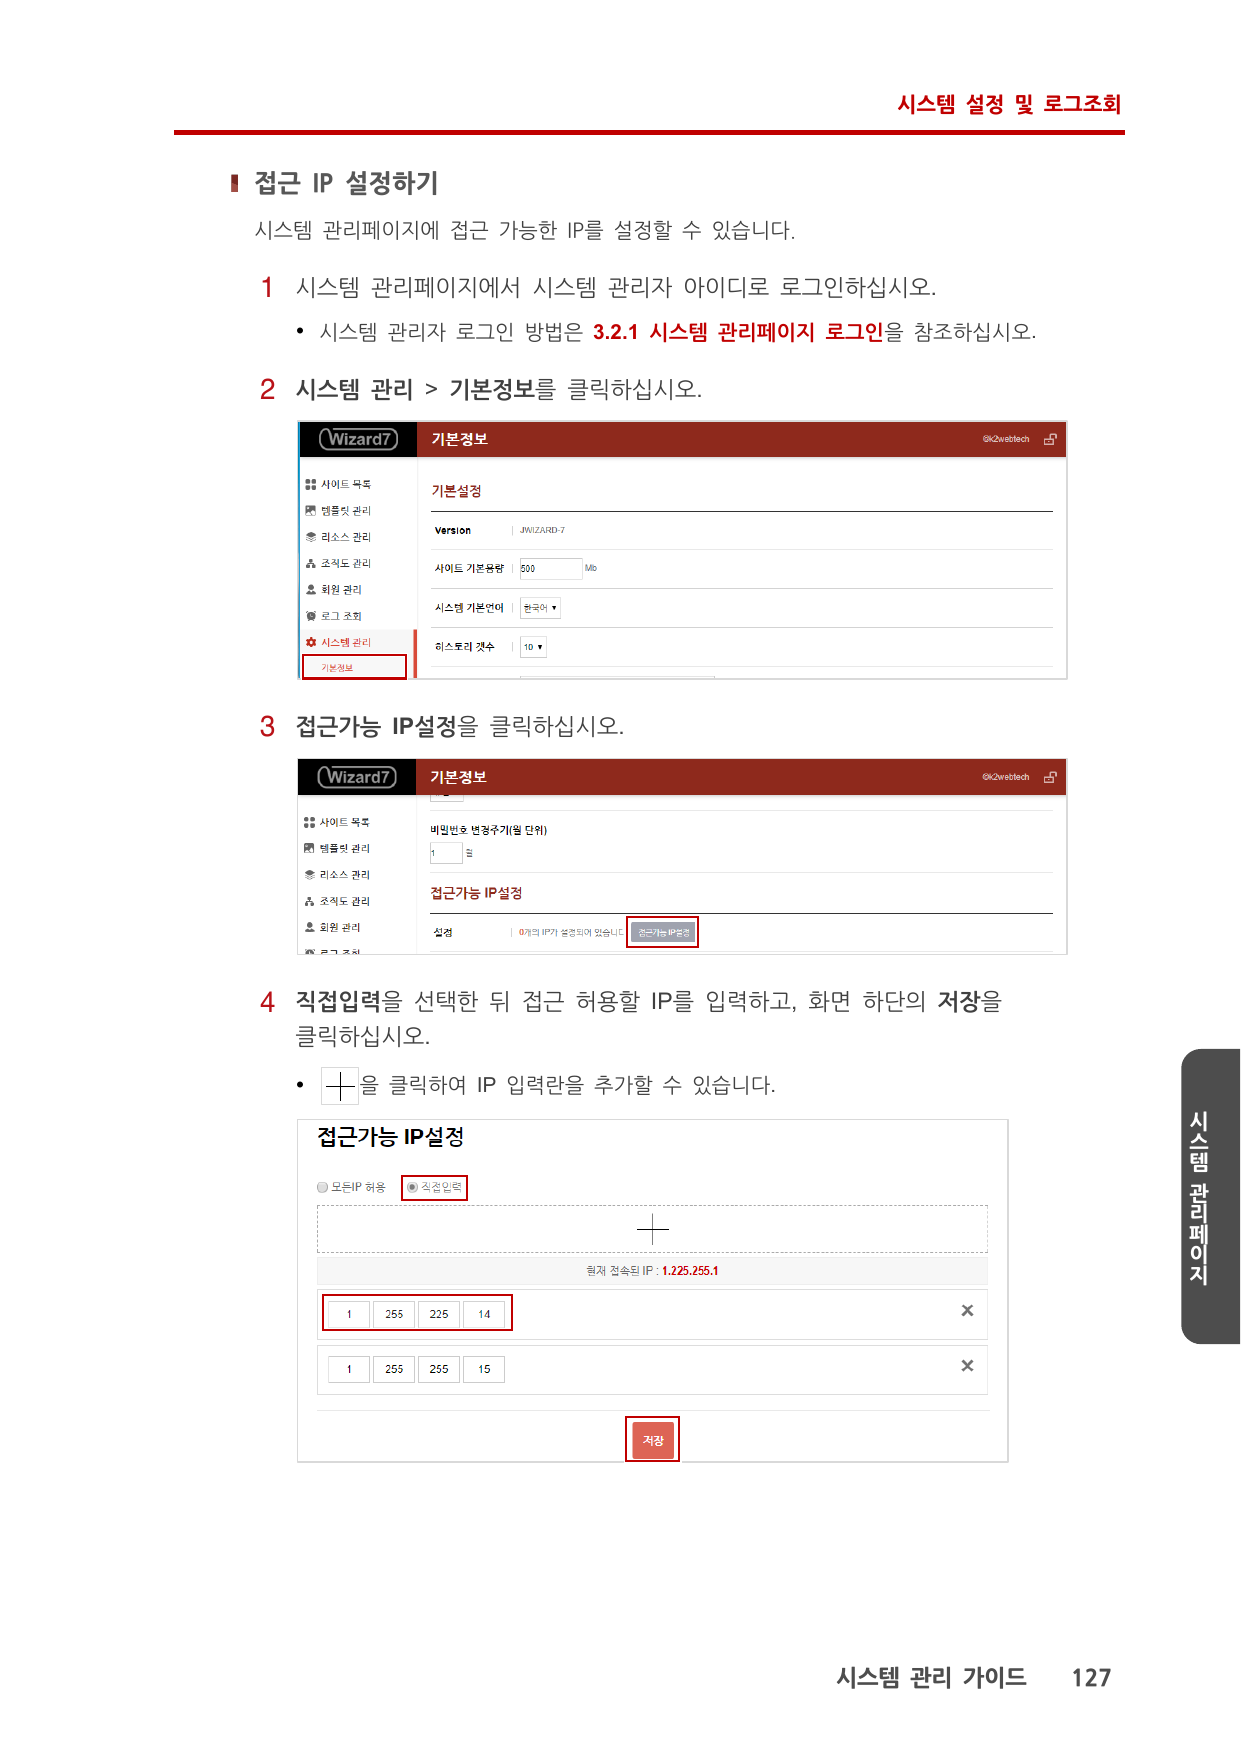 시스템 설정 및 로그조회
접근 IP 설정하기
시스템 관리페이지에 접근 가능한 IP를 설정할 수 있습니다.
1 시스템 관리페이지에서 시스템 관리자 아이디로 로그인하십시오.
• 시스템 관리자 로그인 방법은 3.2.1 시스템 관리페이지 로그인을 참조하십시오.
2 시스템 관리 > 기본정보를 클릭하십시오.
Wizard7 기본정보 @k2webtech
사이트 목록
기본설정
템플릿 관리
Version JWIZARD-7
리소스 관리
조직도 관리
사이트 기본용량 500 Mb
회원 관리
시스템 기본언어 한국어
로그 조회
시스템 관리
히스토리 갯수 10
기본정보
3 접근가능 IP설정을 클릭하십시오.
Wizard7 기본정보 @k2webtech
사이트 목록
비밀번호 변경주기(월 단위)
템플릿 관리
1 월
리소스 관리
접근가능 IP설정
조직도 관리
회원 관리
설정 0개의 IP가 설정되어 있습니다 접근가능 IP설정
로그 조회
4 직접입력을 선택한 뒤 접근 허용할 IP를 입력하고, 화면 하단의 저장을
클릭하십시오.
• 을 클릭하여 IP 입력란을 추가할 수 있습니다.
접근가능 IP설정
모든IP 허용 직접입력
현재 접속된 IP : 1.225.255.1
1 255 225 14
1 255 255 15
저장
시스템 관리페이지
시스템 관리 가이드 127